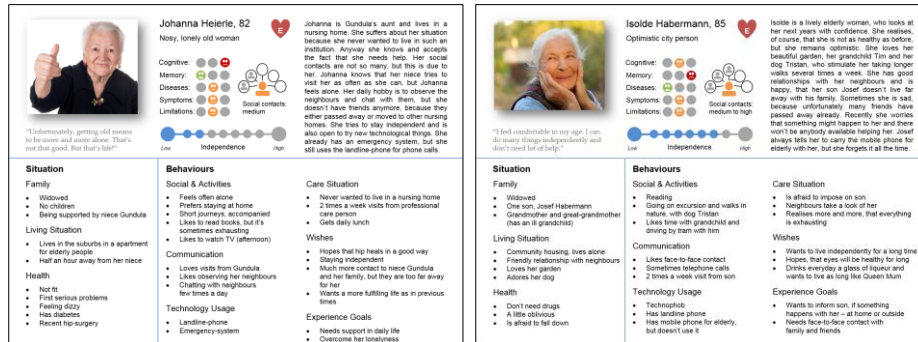 Johanna Heierle, 82
Nosy, lonely old woman
E
Cognitive:
Memory:
Diseases:
Symptoms:
Limitations:
Social contacts:
medium
Low
Independence
High
"Unfortunately, getting old means
to be more and more alone. That's
not that good. But that's life!"
Johanna is Gundula's aunt and lives in a
nursing home. She suffers about her situation
because she never wanted to live in such an
institution. Anyway she knows and accepts
the fact that she needs help. Her social
contacts are not so many, but this is due to
her. Johanna knows that her niece tries to
visit her as often as she can, but Johanna
feels alone. Her daily hobby is to observe the
neighbours and chat with them, but she
doesn't have friends anymore, because they
either passed away or moved to other nursing
homes. She tries to stay independent and is
also open to try new technological things. She
already has an emergency system, but she
still uses the landline-phone for phone calls.
Situation
Family
• Widowed
• No children
• Being supported by niece Gundula
Living Situation
• Lives in the suburbs in a apartment
for elderly people
• Half an hour away from her niece
Health
• Not fit
• First serious problems
• Feeling dizzy
• Has diabetes
• Recent hip-surgery
Behaviours
Social & Activities
• Feels often alone
• Prefers staying at home
• Short journeys, accompanied
• Likes to read books, but it's
sometimes exhausting
• Likes to watch TV (afternoon)
Communication
• Loves visits from Gundula
• Likes observing her neighbours
• Chatting with neighbours
few times a day
Technology Usage
• Landline-phone
• Emergency-system
Care Situation
• Never wanted to live in a nursing home
• 2 times a week visits from professional
care person
• Gets daily lunch
Wishes
• Hopes that hip heals in a good way
• Staying independent
• Much more contact to niece Gundula
and her family, but they are too far away
for her
• Wants a more fulfilling life as in previous
times
Experience Goals
• Needs support in daily life
• Overcome her lonelyness
Isolde Habermann, 85
Optimistic city person
E
Cognitive:
Memory:
Diseases:
Symptoms:
Limitations:
Social contacts:
medium to high
Low
Independence
High
"I feel comfortable in my age. I can
do many things independently and
don't need lot of help."
Isolde is a lively elderly woman, who looks at
her next years with confidence. She realises,
of course, that she is not as healthy as before,
but she remains optimistic. She loves her
beautiful garden, her grandchild Tim and her
dog Tristan, who stimulate her taking longer
walks several times a week. She has good
relationships with her neighbours and is
happy, that her son Josef doesn't live far
away with his family. Sometimes she is sad,
because unfortunately many friends have
passed away already. Recently she worries
that something might happen to her and there
won't be anybody available helping her. Josef
always tells her to carry the mobile phone for
elderly with her, but she forgets it all the time.
Situation
Family
• Widowed
• One son, Josef Habermann
• Grandmother and great-grandmother
(has an ill grandchild)
Living Situation
• Community housing, lives alone
• Friendly relationship with neighbours
• Loves her garden
• Adores her dog
Health
• Don't need drugs
• A little oblivious
• Is afraid to fall down
Behaviours
Social & Activities
• Reading
• Going on excursion and walks in
nature, with dog Tristan
• Likes time with grandchild and
driving by tram with him
Communication
• Likes face-to-face contact
• Sometimes telephone calls
• 2 times a week visit from son
Technology Usage
• Technophob
• Has landline phone
• Has mobile phone for elderly,
but doesn't use it
Care Situation
• Is afraid to impose on son
• Neighbours take a look of her
• Realises more and more, that everything
is exhausting
Wishes
• Wants to live independently for a long time
• Hopes, that eyes will be healthy for long
• Drinks everyday a glass of liqueur and
wants to live as long like Queen Mum
Experience Goals
• Wants to inform son, if something
happens with her – at home or outside
• Needs face-to-face contact with
family and friends